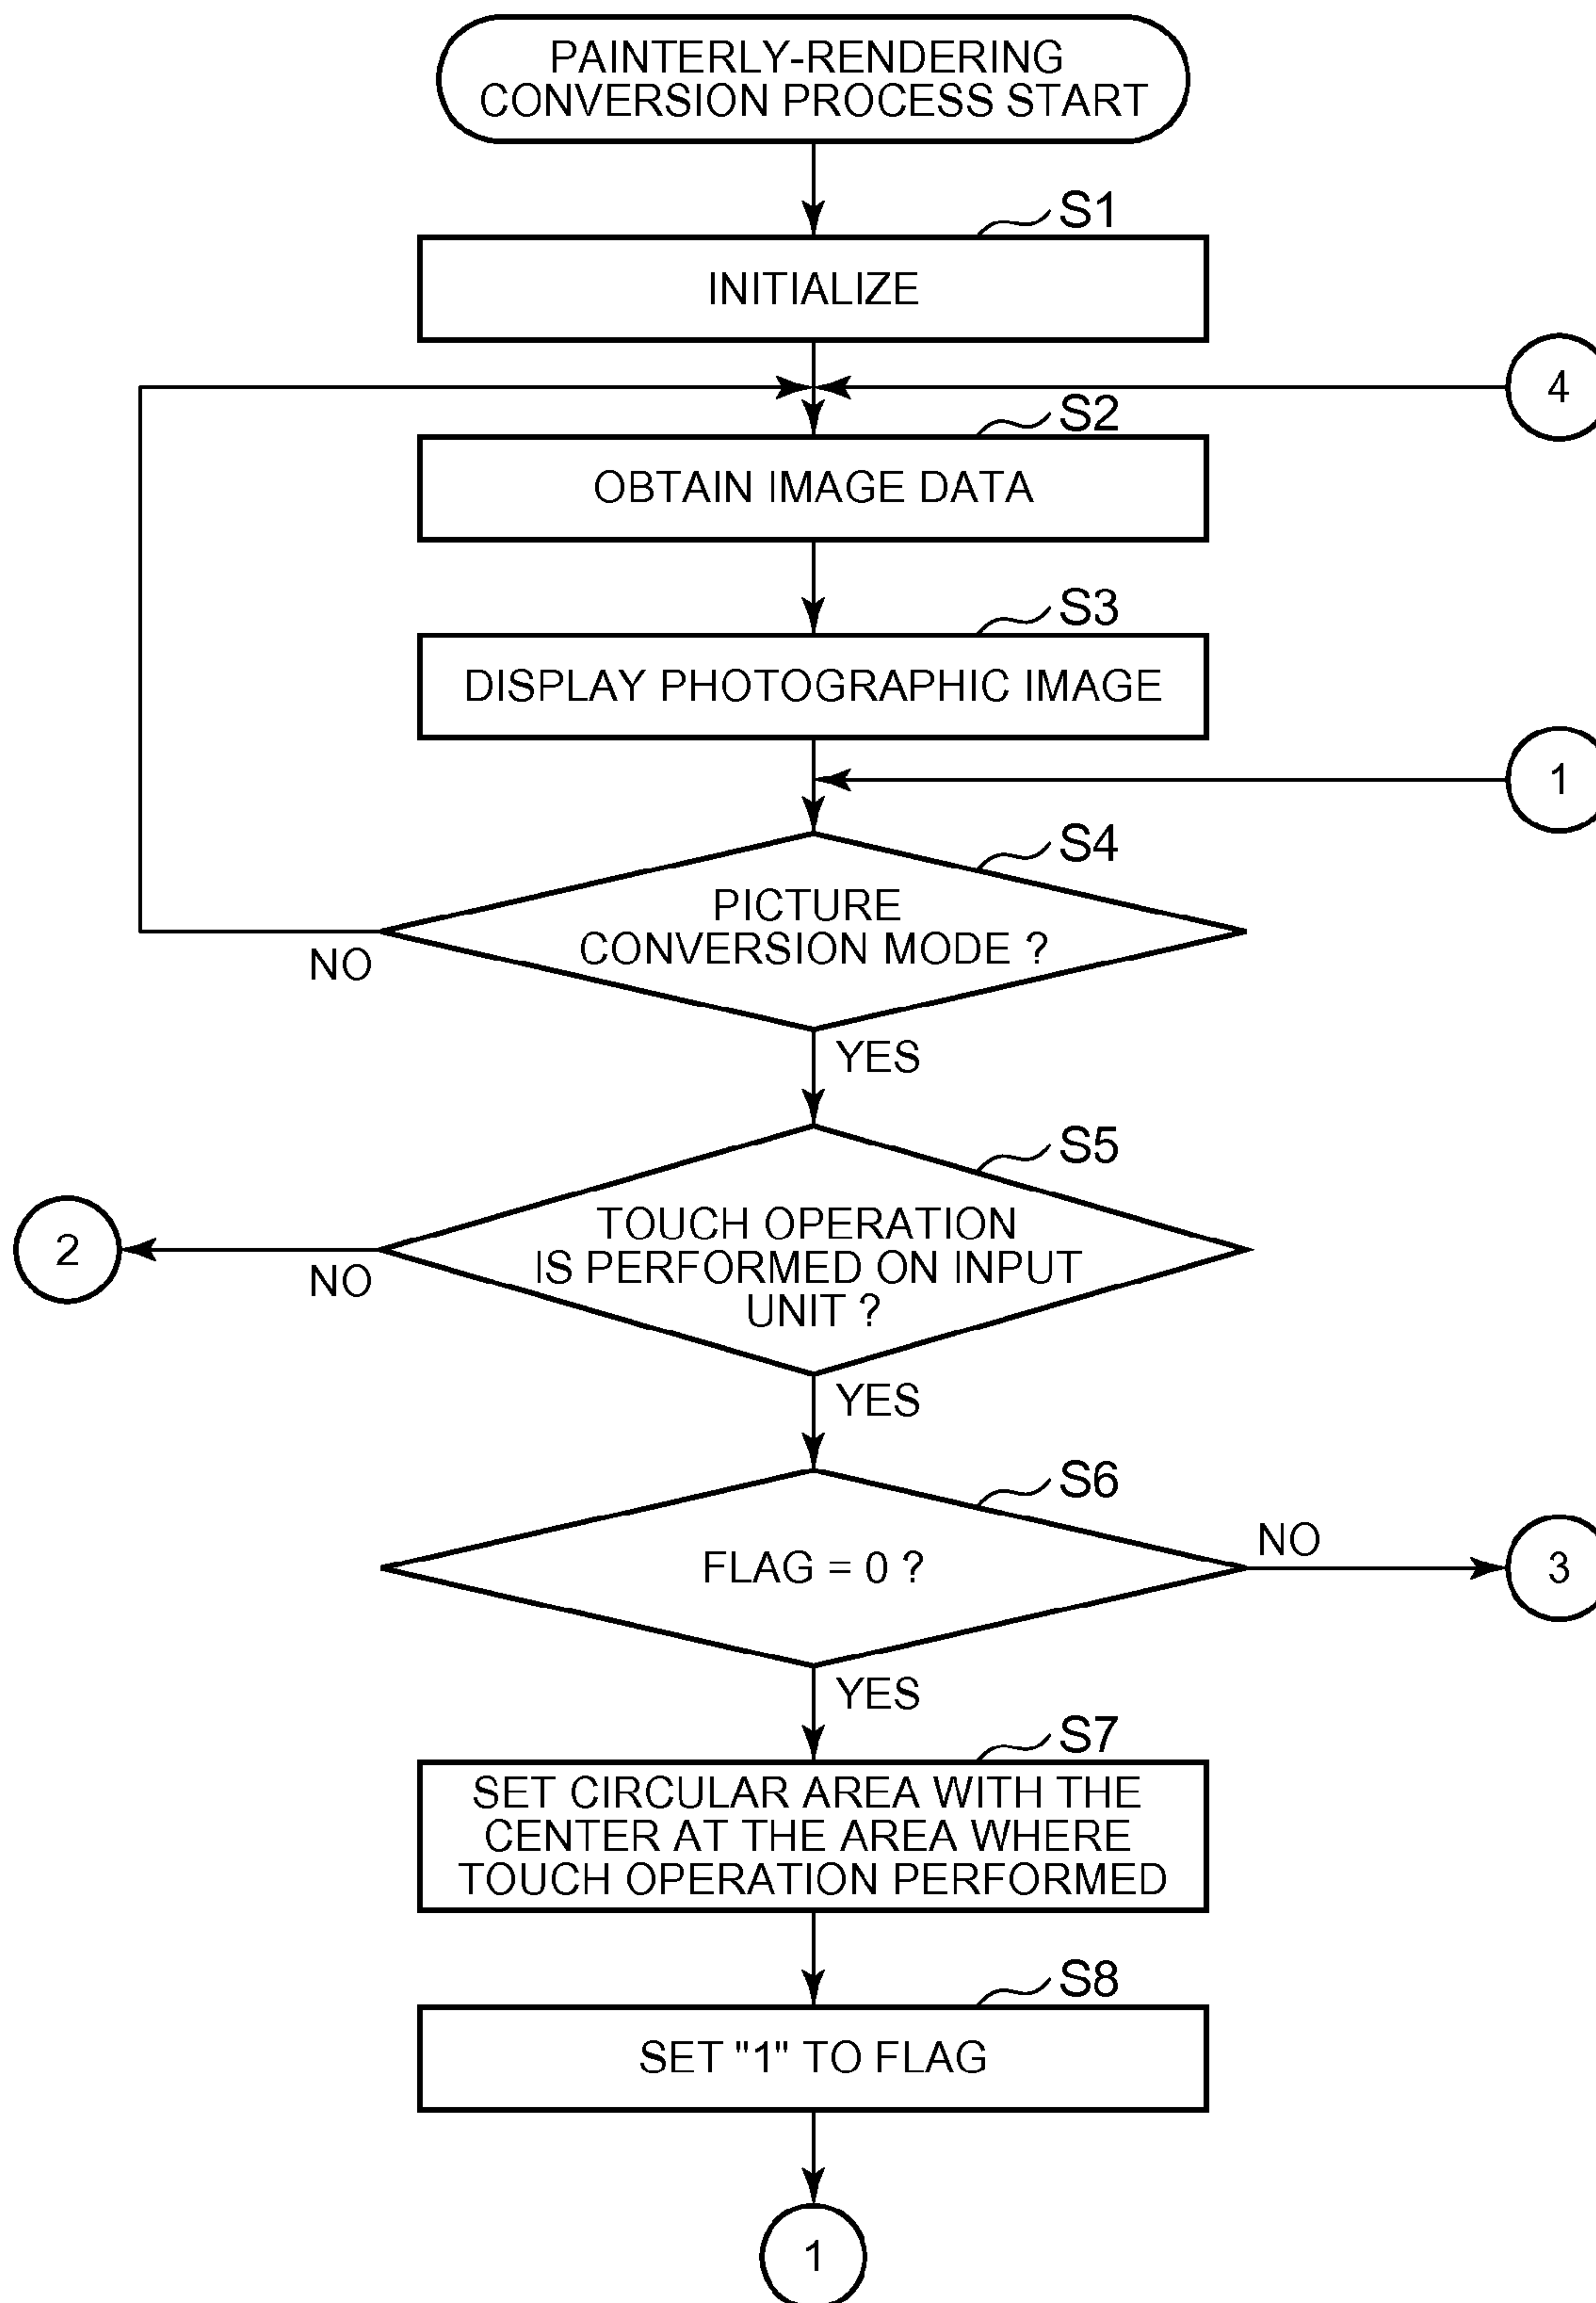 PAINTERLY-RENDERING
CONVERSION PROCESS START
S1
INITIALIZE
4
S2
OBTAIN IMAGE DATA
S3
DISPLAY PHOTOGRAPHIC IMAGE
1
S4
PICTURE
CONVERSION MODE ?
NO
YES
S5
TOUCH OPERATION
IS PERFORMED ON INPUT
UNIT ?
2
NO
YES
S6
FLAG = 0 ?
NO
3
YES
S7
SET CIRCULAR AREA WITH THE
CENTER AT THE AREA WHERE
TOUCH OPERATION PERFORMED
S8
SET "1" TO FLAG
1